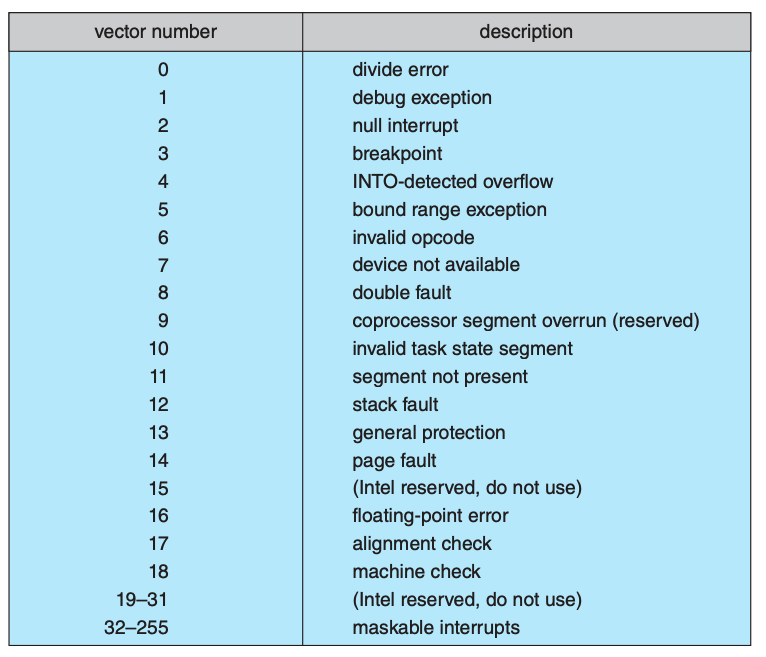 vector number description
0 divide error
1 debug exception
2 null interrupt
3 breakpoint
4 INTO-detected overflow
5 bound range exception
6 invalid opcode
7 device not available
8 double fault
9 coprocessor segment overrun (reserved)
10 invalid task state segment
11 segment not present
12 stack fault
13 general protection
14 page fault
15 (Intel reserved, do not use)
16 floating-point error
17 alignment check
18 machine check
19–31 (Intel reserved, do not use)
32–255 maskable interrupts